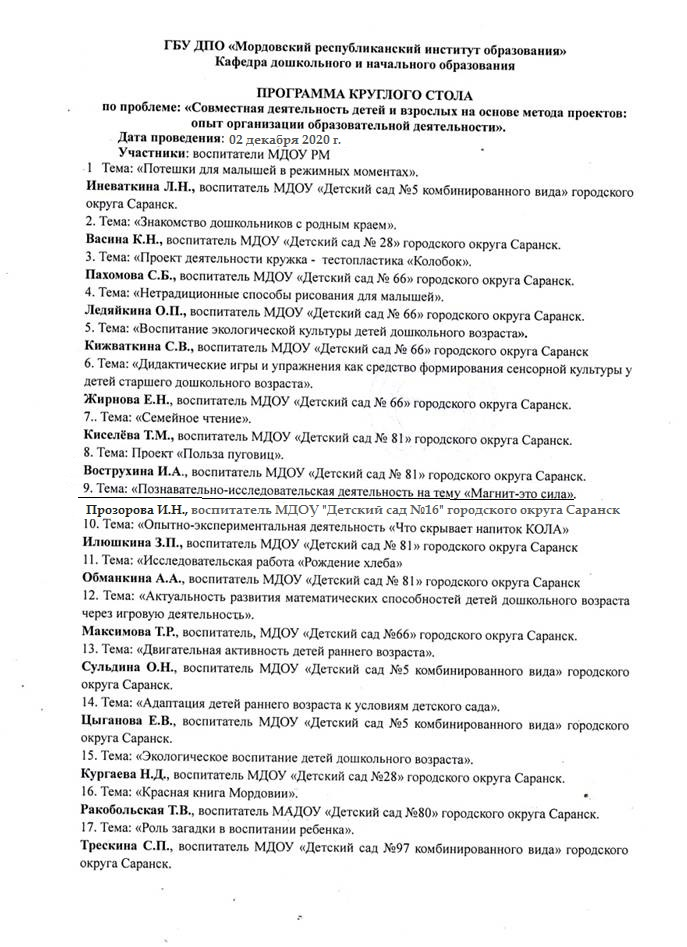 ГБУ ДПО «Мордовский республиканский институт образования»
Кафедра дошкольного и начального образования
ПРОГРАММА КРУГЛОГО СТОЛА
по проблеме: «Совместная деятельность детей и взрослых на основе метода проектов:
опыт организации образовательной деятельности».
Дата проведения: 02 декабря 2020 г.
Участники: воспитатели МДОУ РМ
1 Тема: «Потешки для малышей в режимных моментах».
Иневаткина Л.Н., воспитатель МДОУ «Детский сад №5 комбинированного вида» городского
округа Саранск.
2. Тема: «Знакомство дошкольников с родным краем».
Васина К.Н., воспитатель МДОУ «Детский сад № 28» городского округа Саранск.
3. Тема: «Проект деятельности кружка - тестопластика «Колобок».
Пахомова С.Б., воспитатель МДОУ «Детский сад № 66» городского округа Саранск.
4. Тема: «Нетрадиционные способы рисования для малышей».
Ледяйкина О.П., воспитатель МДОУ «Детский сад № 66» городского округа Саранск.
5. Тема: «Воспитание экологической культуры детей дошкольного возраста».
Кижваткина С.В., воспитатель МДОУ «Детский сад № 66» городского округа Саранск
6. Тема: «Дидактические игры и упражнения как средство формирования сенсорной культуры у
детей старшего дошкольного возраста».
Жирнова Е.Н., воспитатель МДОУ «Детский сад № 66» городского округа Саранск.
7.. Тема: «Семейное чтение».
Киселёва Т.М., воспитатель МДОУ «Детский сад № 81» городского округа Саранск.
8. Тема: Проект «Польза пуговиц».
Вострухина И.А., воспитатель МДОУ «Детский сад № 81» городского округа Саранск.
9. Тема: «Познавательно-исследовательская деятельность на тему «Магнит-это сила».
Прозорова И.Н., воспитатель МДОУ "Детский сад №16" городского округа Саранск
10. Тема: «Опытно-экспериментальная деятельность «Что скрывает напиток КОЛА»
Илюшкина З.П., воспитатель МДОУ «Детский сад № 81» городского округа Саранск
11. Тема: «Исследовательская работа «Рождение хлеба»
Обманкина А.А., воспитатель МДОУ «Детский сад № 81» городского округа Саранск
12. Тема: «Актуальность развития математических способностей детей дошкольного возраста
через игровую деятельность».
Максимова Т.Р., воспитатель, МДОУ «Детский сад №66» городского округа Саранск.
13. Тема: «Двигательная активность детей раннего возраста».
Сульдина О.Н., воспитатель МДОУ «Детский сад №5 комбинированного вида» городского
округа Саранск.
14. Тема: «Адаптация детей раннего возраста к условиям детского сада».
Цыганова Е.В., воспитатель МДОУ «Детский сад №5 комбинированного вида» городского
округа Саранск.
15. Тема: «Экологическое воспитание детей дошкольного возраста».
Кургаева Н.Д., воспитатель МДОУ «Детский сад №28» городского округа Саранск.
16. Тема: «Красная книга Мордовии».
Ракобольская Т.В., воспитатель МАДОУ «Детский сад №80» городского округа Саранск.
17. Тема: «Роль загадки в воспитании ребенка».
Трескина С.П., воспитатель МДОУ «Детский сад №97 комбинированного вида» городского
округа Саранск.